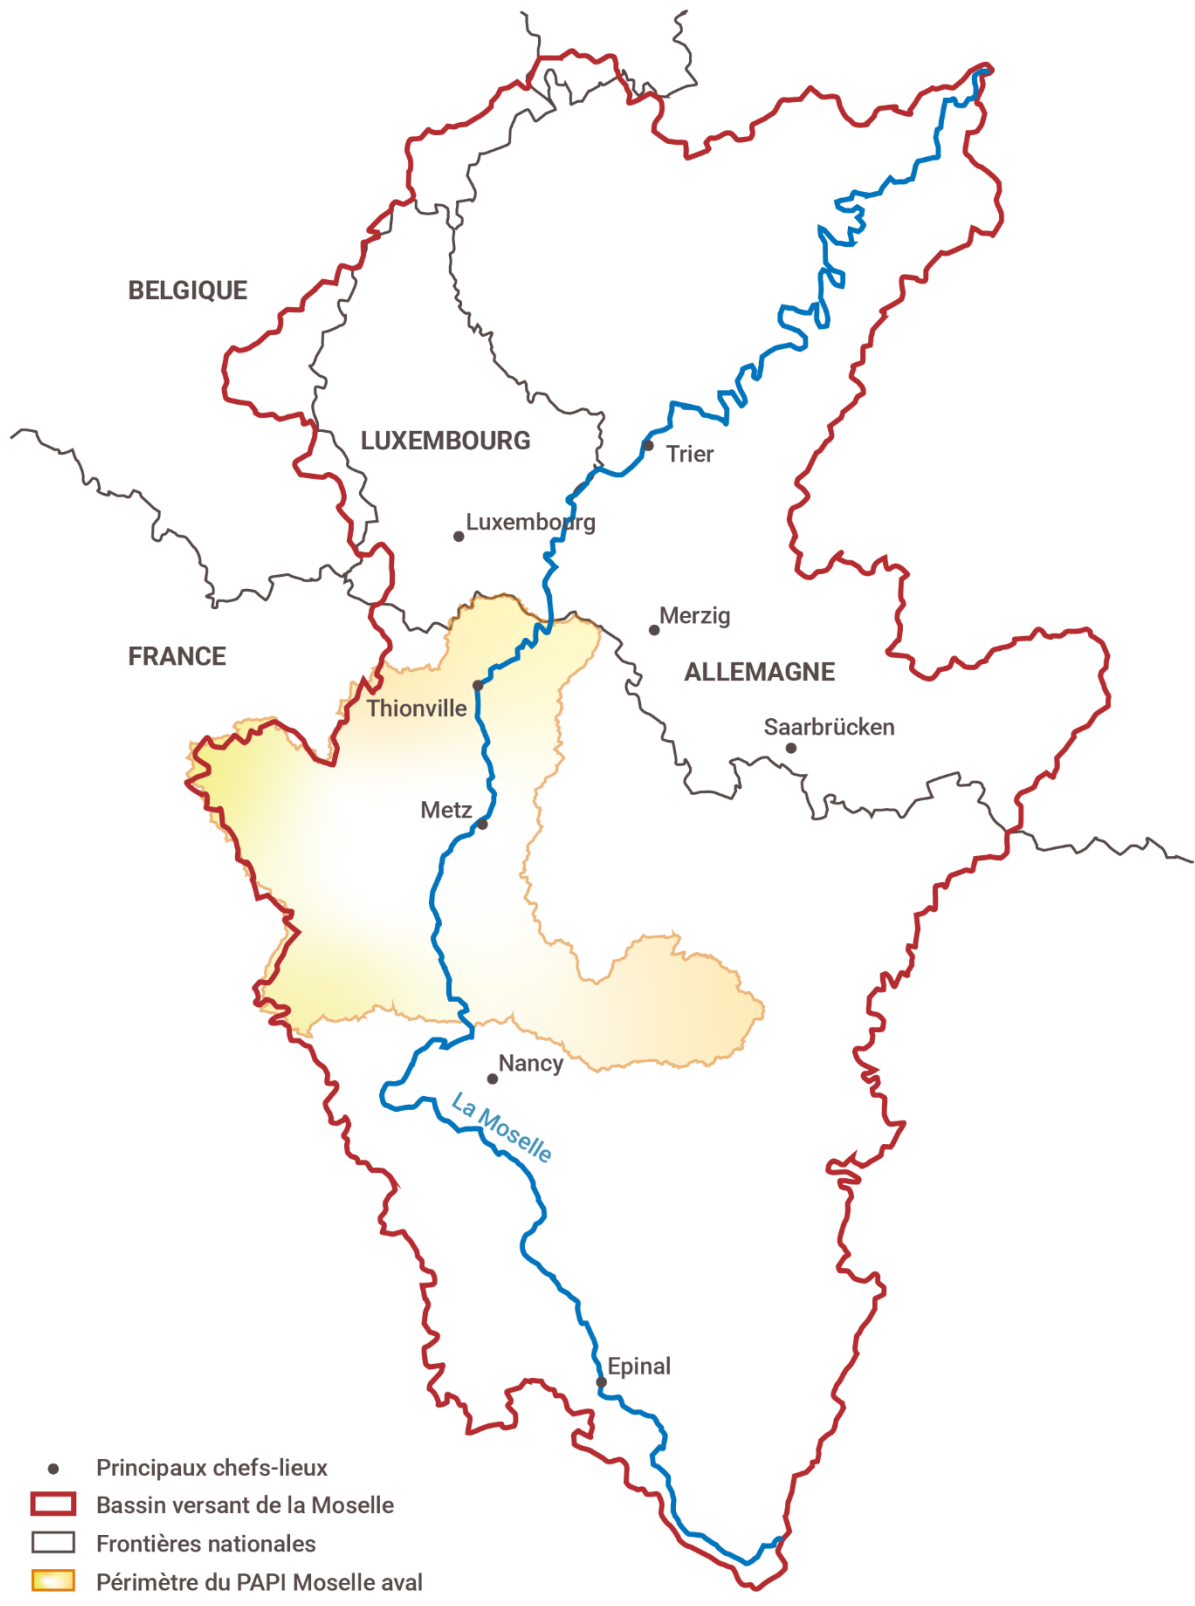 BELGIQUE
LUXEMBOURG
Trier
Luxembourg
Merzig
FRANCE
ALLEMAGNE
Thionville
Saarbrücken
Metz
Nancy
La Moselle
Epinal
Principaux chefs-lieux
Bassin versant de la Moselle
Frontières nationales
Périmètre du PAPI Moselle aval